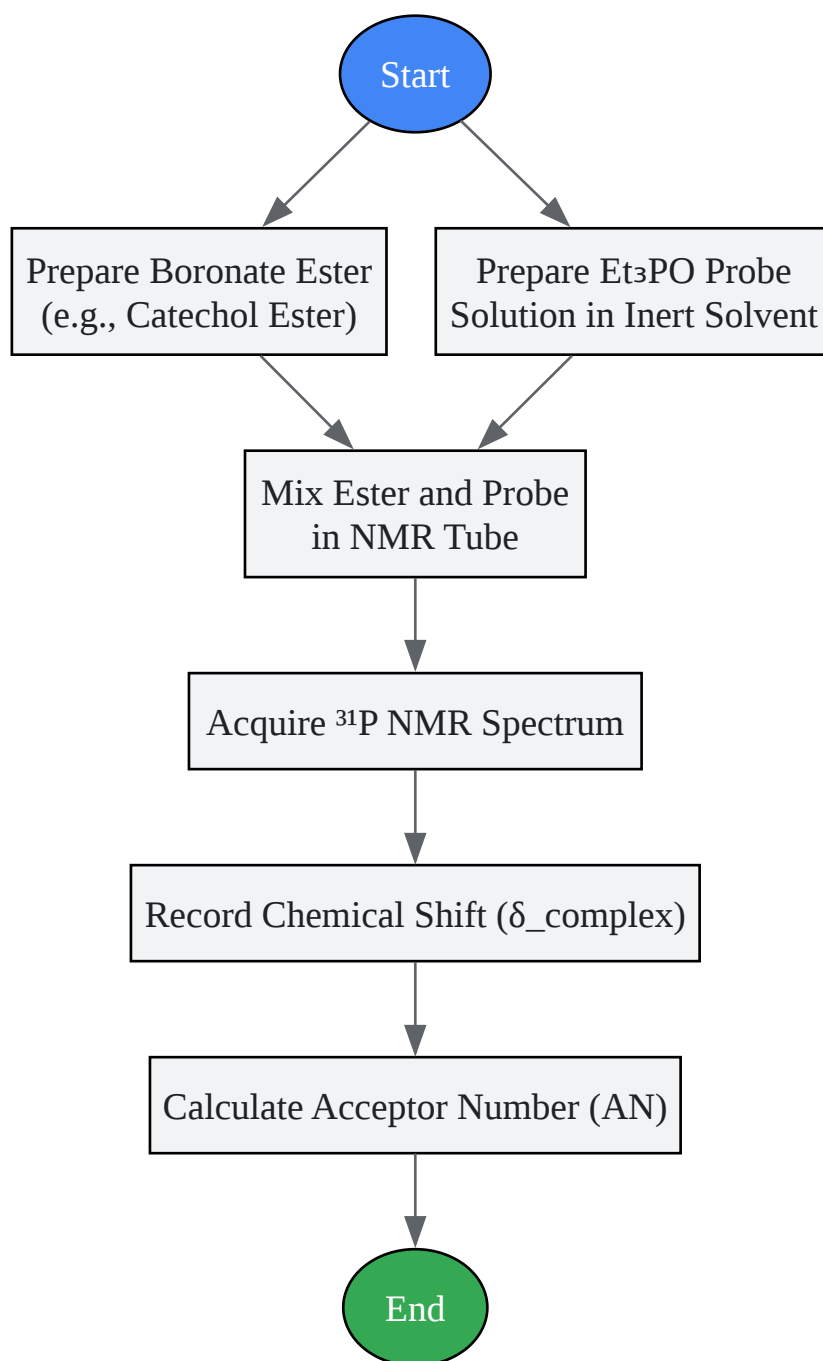 Start
Prepare Boronate Ester
(e.g., Catechol Ester)
Prepare Et₃PO Probe
Solution in Inert Solvent
Mix Ester and Probe
in NMR Tube
Acquire ³¹P NMR Spectrum
Record Chemical Shift (δ_complex)
Calculate Acceptor Number (AN)
End